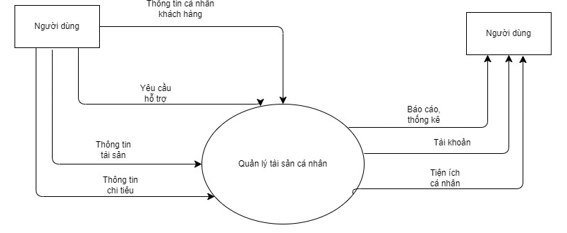 Thông tin cá nhân
khách hàng
Người dùng
Người dùng
Yêu cầu
hỗ trợ
Báo cáo,
thống kê
Thông tin
tài sản
Quản lý tài sản cá nhân
Tài khoản
Thông tin
chi tiêu
Tiện ích
cá nhân